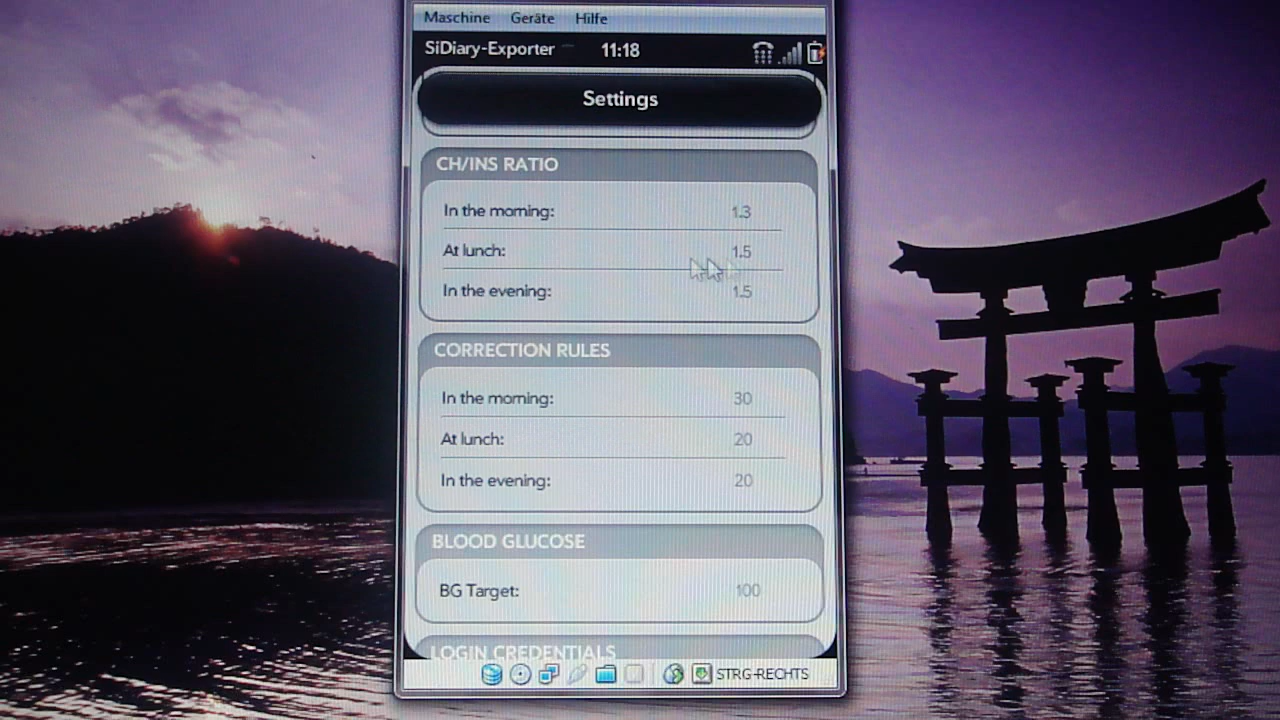 Maschine Geräte Hilfe
SiDiary-Exporter 11:18
Settings
CH/INS RATIO
In the morning: 1.3
At lunch: 1.5
In the evening: 1.5
CORRECTION RULES
In the morning: 30
At lunch: 20
In the evening: 20
BLOOD GLUCOSE
BG Target: 100
LOGIN CREDENTIALS
STRG-RECHTS